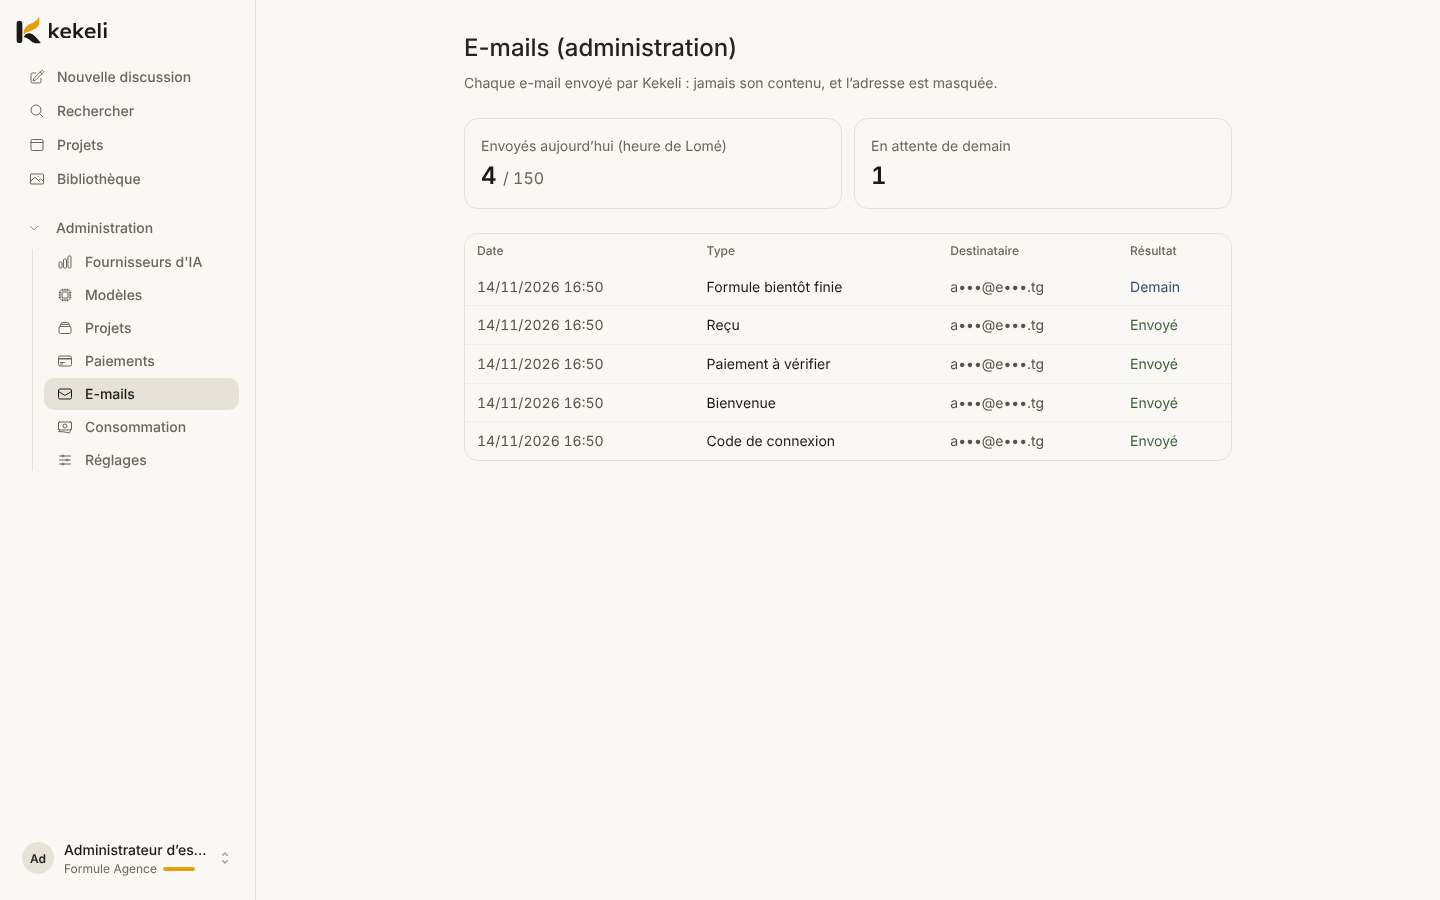 kekeli
Nouvelle discussion
Rechercher
Projets
Bibliothèque
Administration
Fournisseurs d'IA
Modèles
Projets
Paiements
E-mails
Consommation
Réglages
Ad
Administrateur d’es…
Formule Agence
E-mails (administration)
Chaque e-mail envoyé par Kekeli : jamais son contenu, et l’adresse est masquée.
Envoyés aujourd’hui (heure de Lomé)
4 / 150
En attente de demain
1
Date Type Destinataire Résultat
14/11/2026 16:50 Formule bientôt finie a•••@e•••.tg Demain
14/11/2026 16:50 Reçu a•••@e•••.tg Envoyé
14/11/2026 16:50 Paiement à vérifier a•••@e•••.tg Envoyé
14/11/2026 16:50 Bienvenue a•••@e•••.tg Envoyé
14/11/2026 16:50 Code de connexion a•••@e•••.tg Envoyé